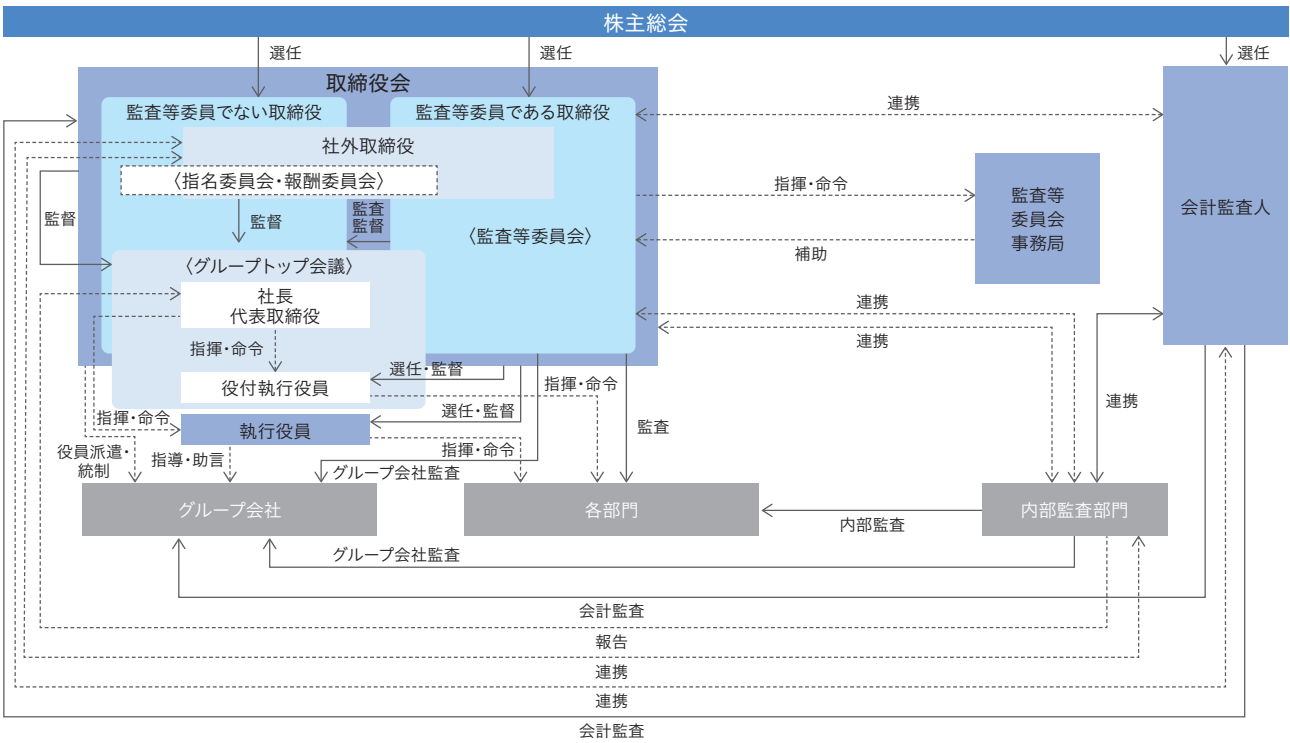 株主総会
選任
選任
選任
取締役会
監査等委員でない取締役
監査等委員である取締役
連携
社外取締役
〈指名委員会・報酬委員会〉
指揮・命令
監査等
委員会
事務局
会計監査人
監督
監督
監査
監督
〈監査等委員会〉
補助
〈グループトップ会議〉
社長
代表取締役
連携
連携
指揮・命令
選任・監督
役付執行役員
指揮・命令
連携
指揮・命令
選任・監督
監査
執行役員
役員派遣・
統制
指導・助言
指揮・命令
グループ会社監査
グループ会社
各部門
内部監査部門
内部監査
グループ会社監査
会計監査
報告
連携
連携
会計監査